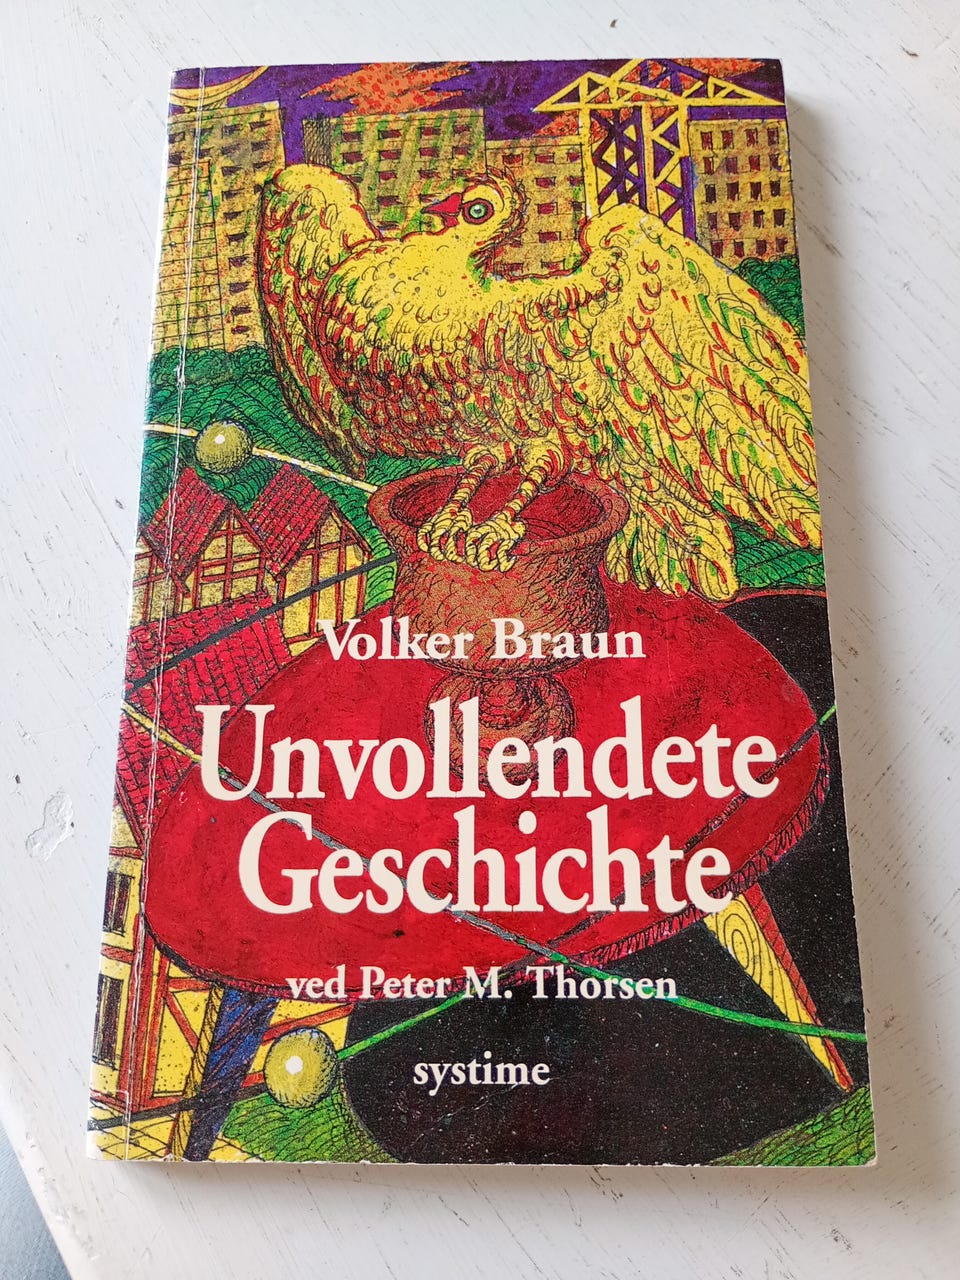 Volker Braun
Unvollendete
Geschichte
ved Peter M. Thorsen
systime